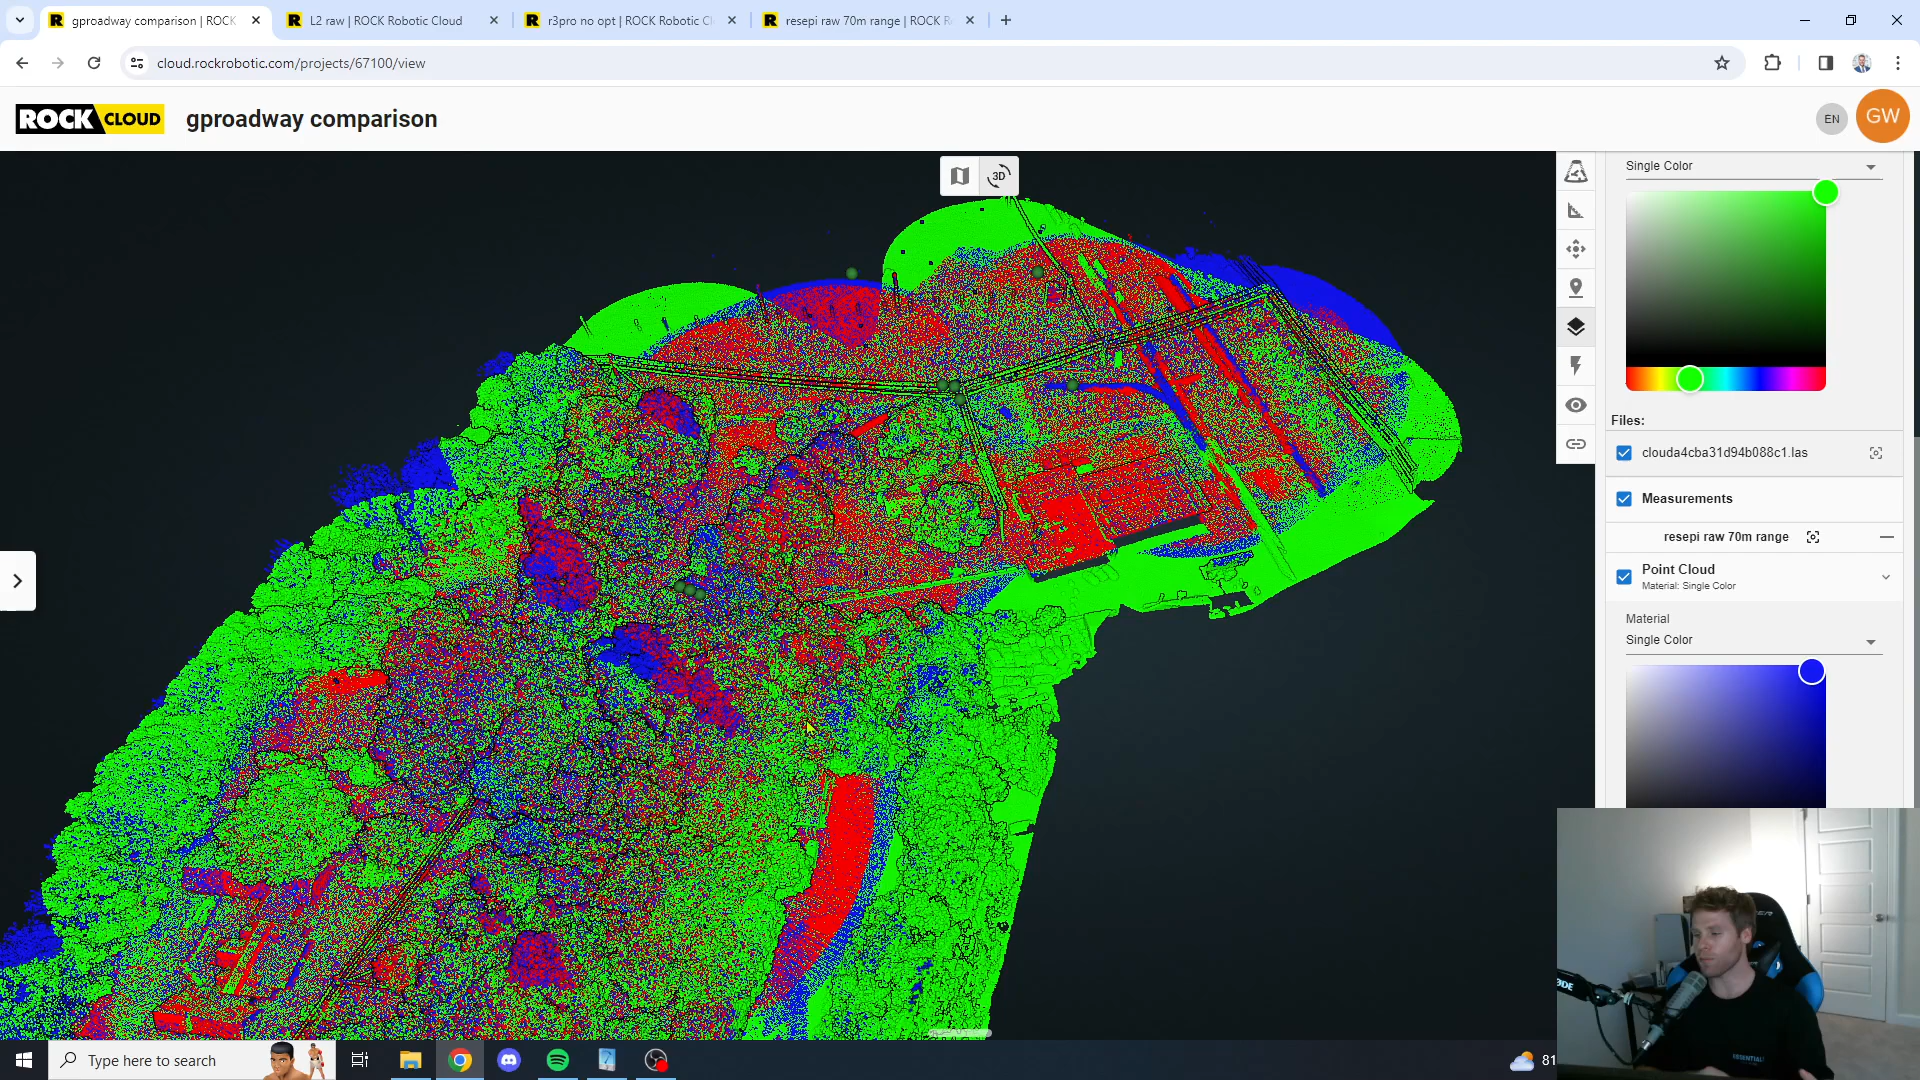 gproadway comparison | ROCK
L2 raw | ROCK Robotic Cloud
r3pro no opt | ROCK Robotic Cl
resepi raw 70m range | ROCK R
cloud.rockrobotic.com/projects/67100/view
ROCK CLOUD
gproadway comparison
EN
GW
3D
Single Color
Files:
clouda4cba31d94b088c1.las
Measurements
resepi raw 70m range
Point Cloud
Material: Single Color
Material
Single Color
Type here to search
81